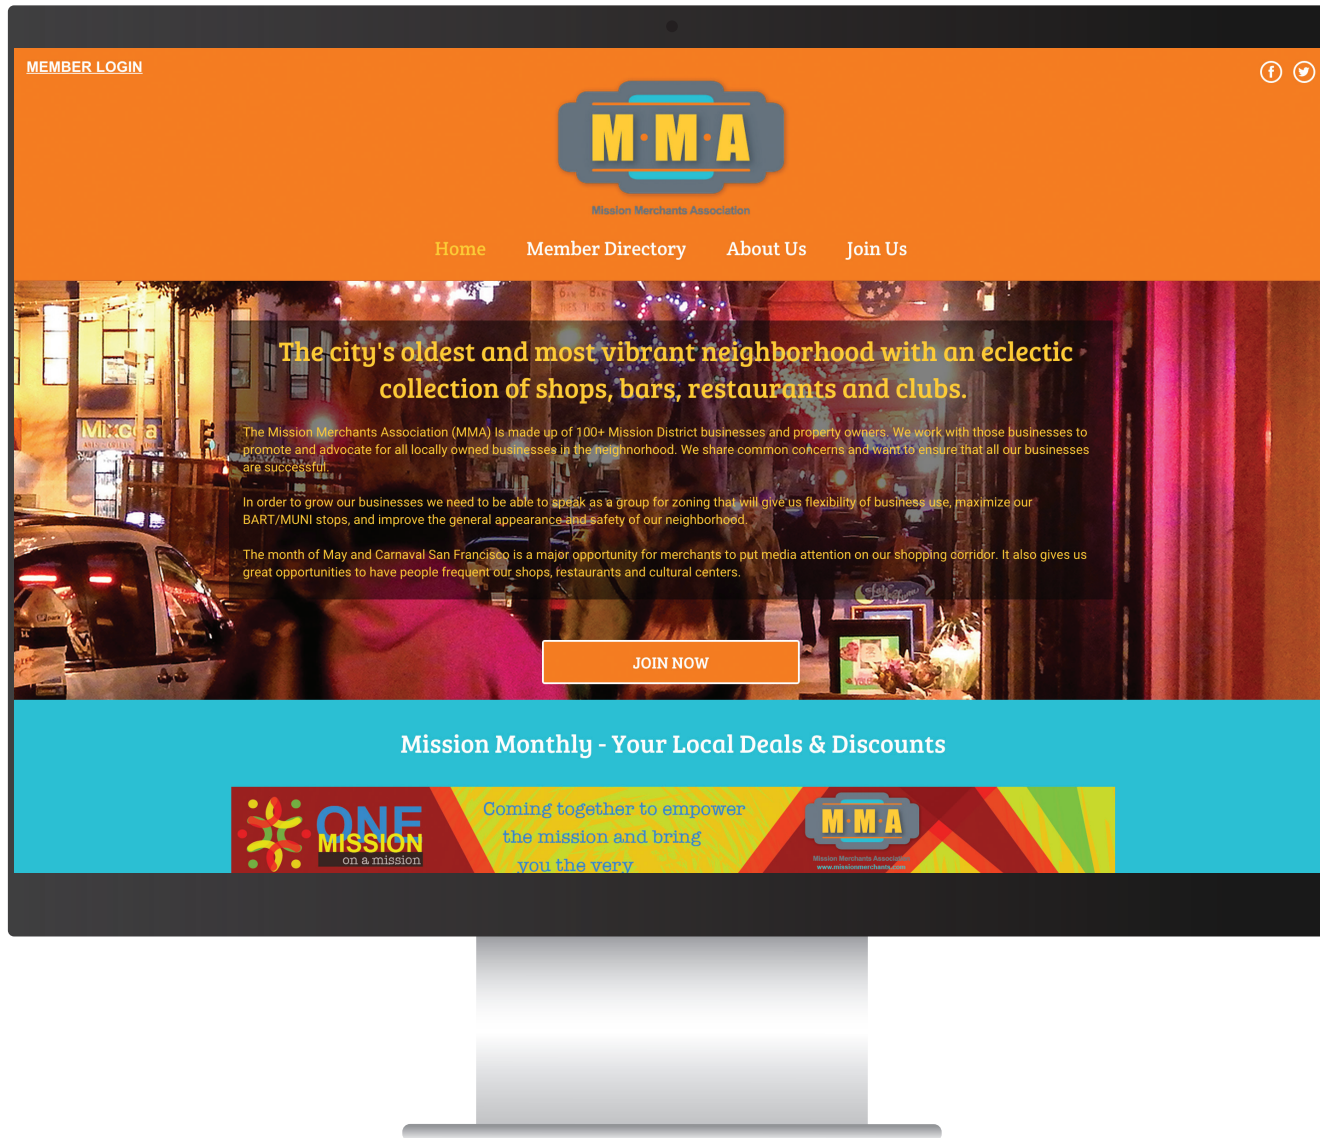 MEMBER LOGIN
M·M·A
Mission Merchants Association
Home Member Directory About Us Join Us
The city's oldest and most vibrant neighborhood with an eclectic
collection of shops, bars, restaurants and clubs.
The Mission Merchants Association (MMA) Is made up of 100+ Mission District businesses and property owners. We work with those businesses to
promote and advocate for all locally owned businesses in the neighnorhood. We share common concerns and want to ensure that all our businesses
are successful.
In order to grow our businesses we need to be able to speak as a group for zoning that will give us flexibility of business use, maximize our
BART/MUNI stops, and improve the general appearance and safety of our neighborhood.
The month of May and Carnaval San Francisco is a major opportunity for merchants to put media attention on our shopping corridor. It also gives us
great opportunities to have people frequent our shops, restaurants and cultural centers.
JOIN NOW
Mission Monthly - Your Local Deals & Discounts
ONE
MISSION
on a mission
Coming together to empower
the mission and bring
you the very
M·M·A
Mission Merchants Association
www.missionmerchants.com